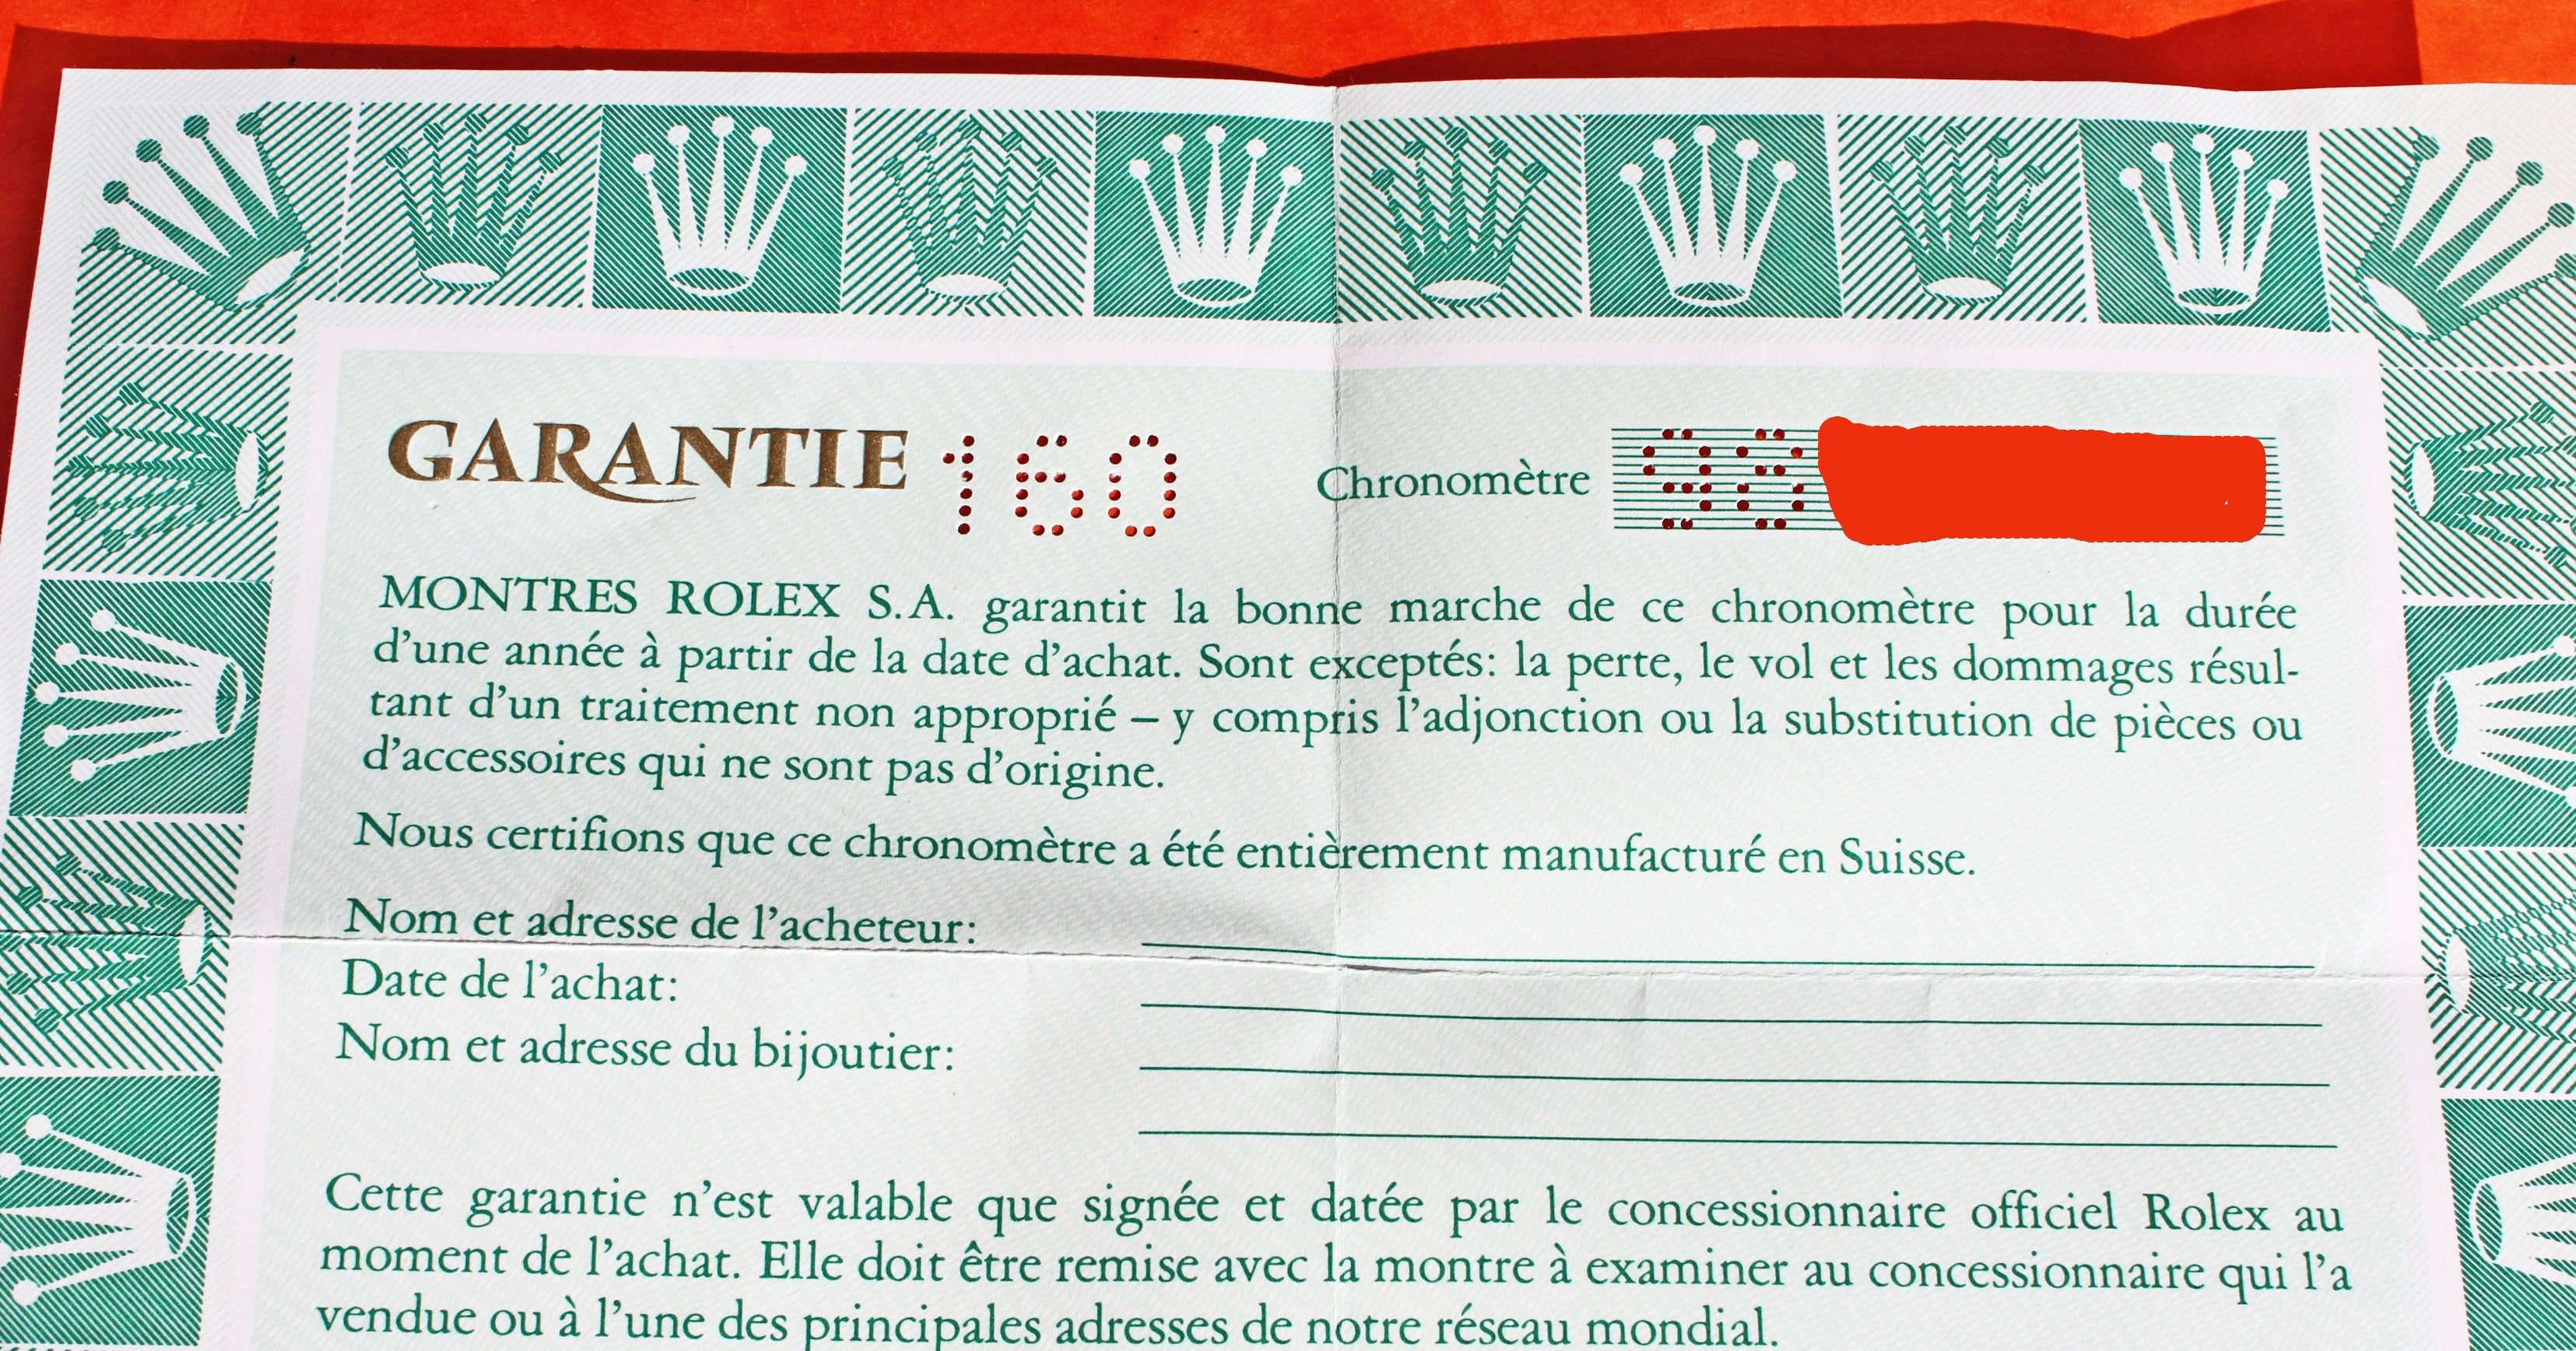 GARANTIE 160 Chronomètre 98
MONTRES ROLEX S.A. garantit la bonne marche de ce chronomètre pour la durée
d’une année à partir de la date d’achat. Sont exceptés: la perte, le vol et les dommages résul-
tant d’un traitement non approprié – y compris l’adjonction ou la substitution de pièces ou
d’accessoires qui ne sont pas d’origine.
Nous certifions que ce chronomètre a été entièrement manufacturé en Suisse.
Nom et adresse de l’acheteur:
Date de l’achat:
Nom et adresse du bijoutier:
Cette garantie n’est valable que signée et datée par le concessionnaire officiel Rolex au
moment de l’achat. Elle doit être remise avec la montre à examiner au concessionnaire qui l’a
vendue ou à l’une des principales adresses de notre réseau mondial.